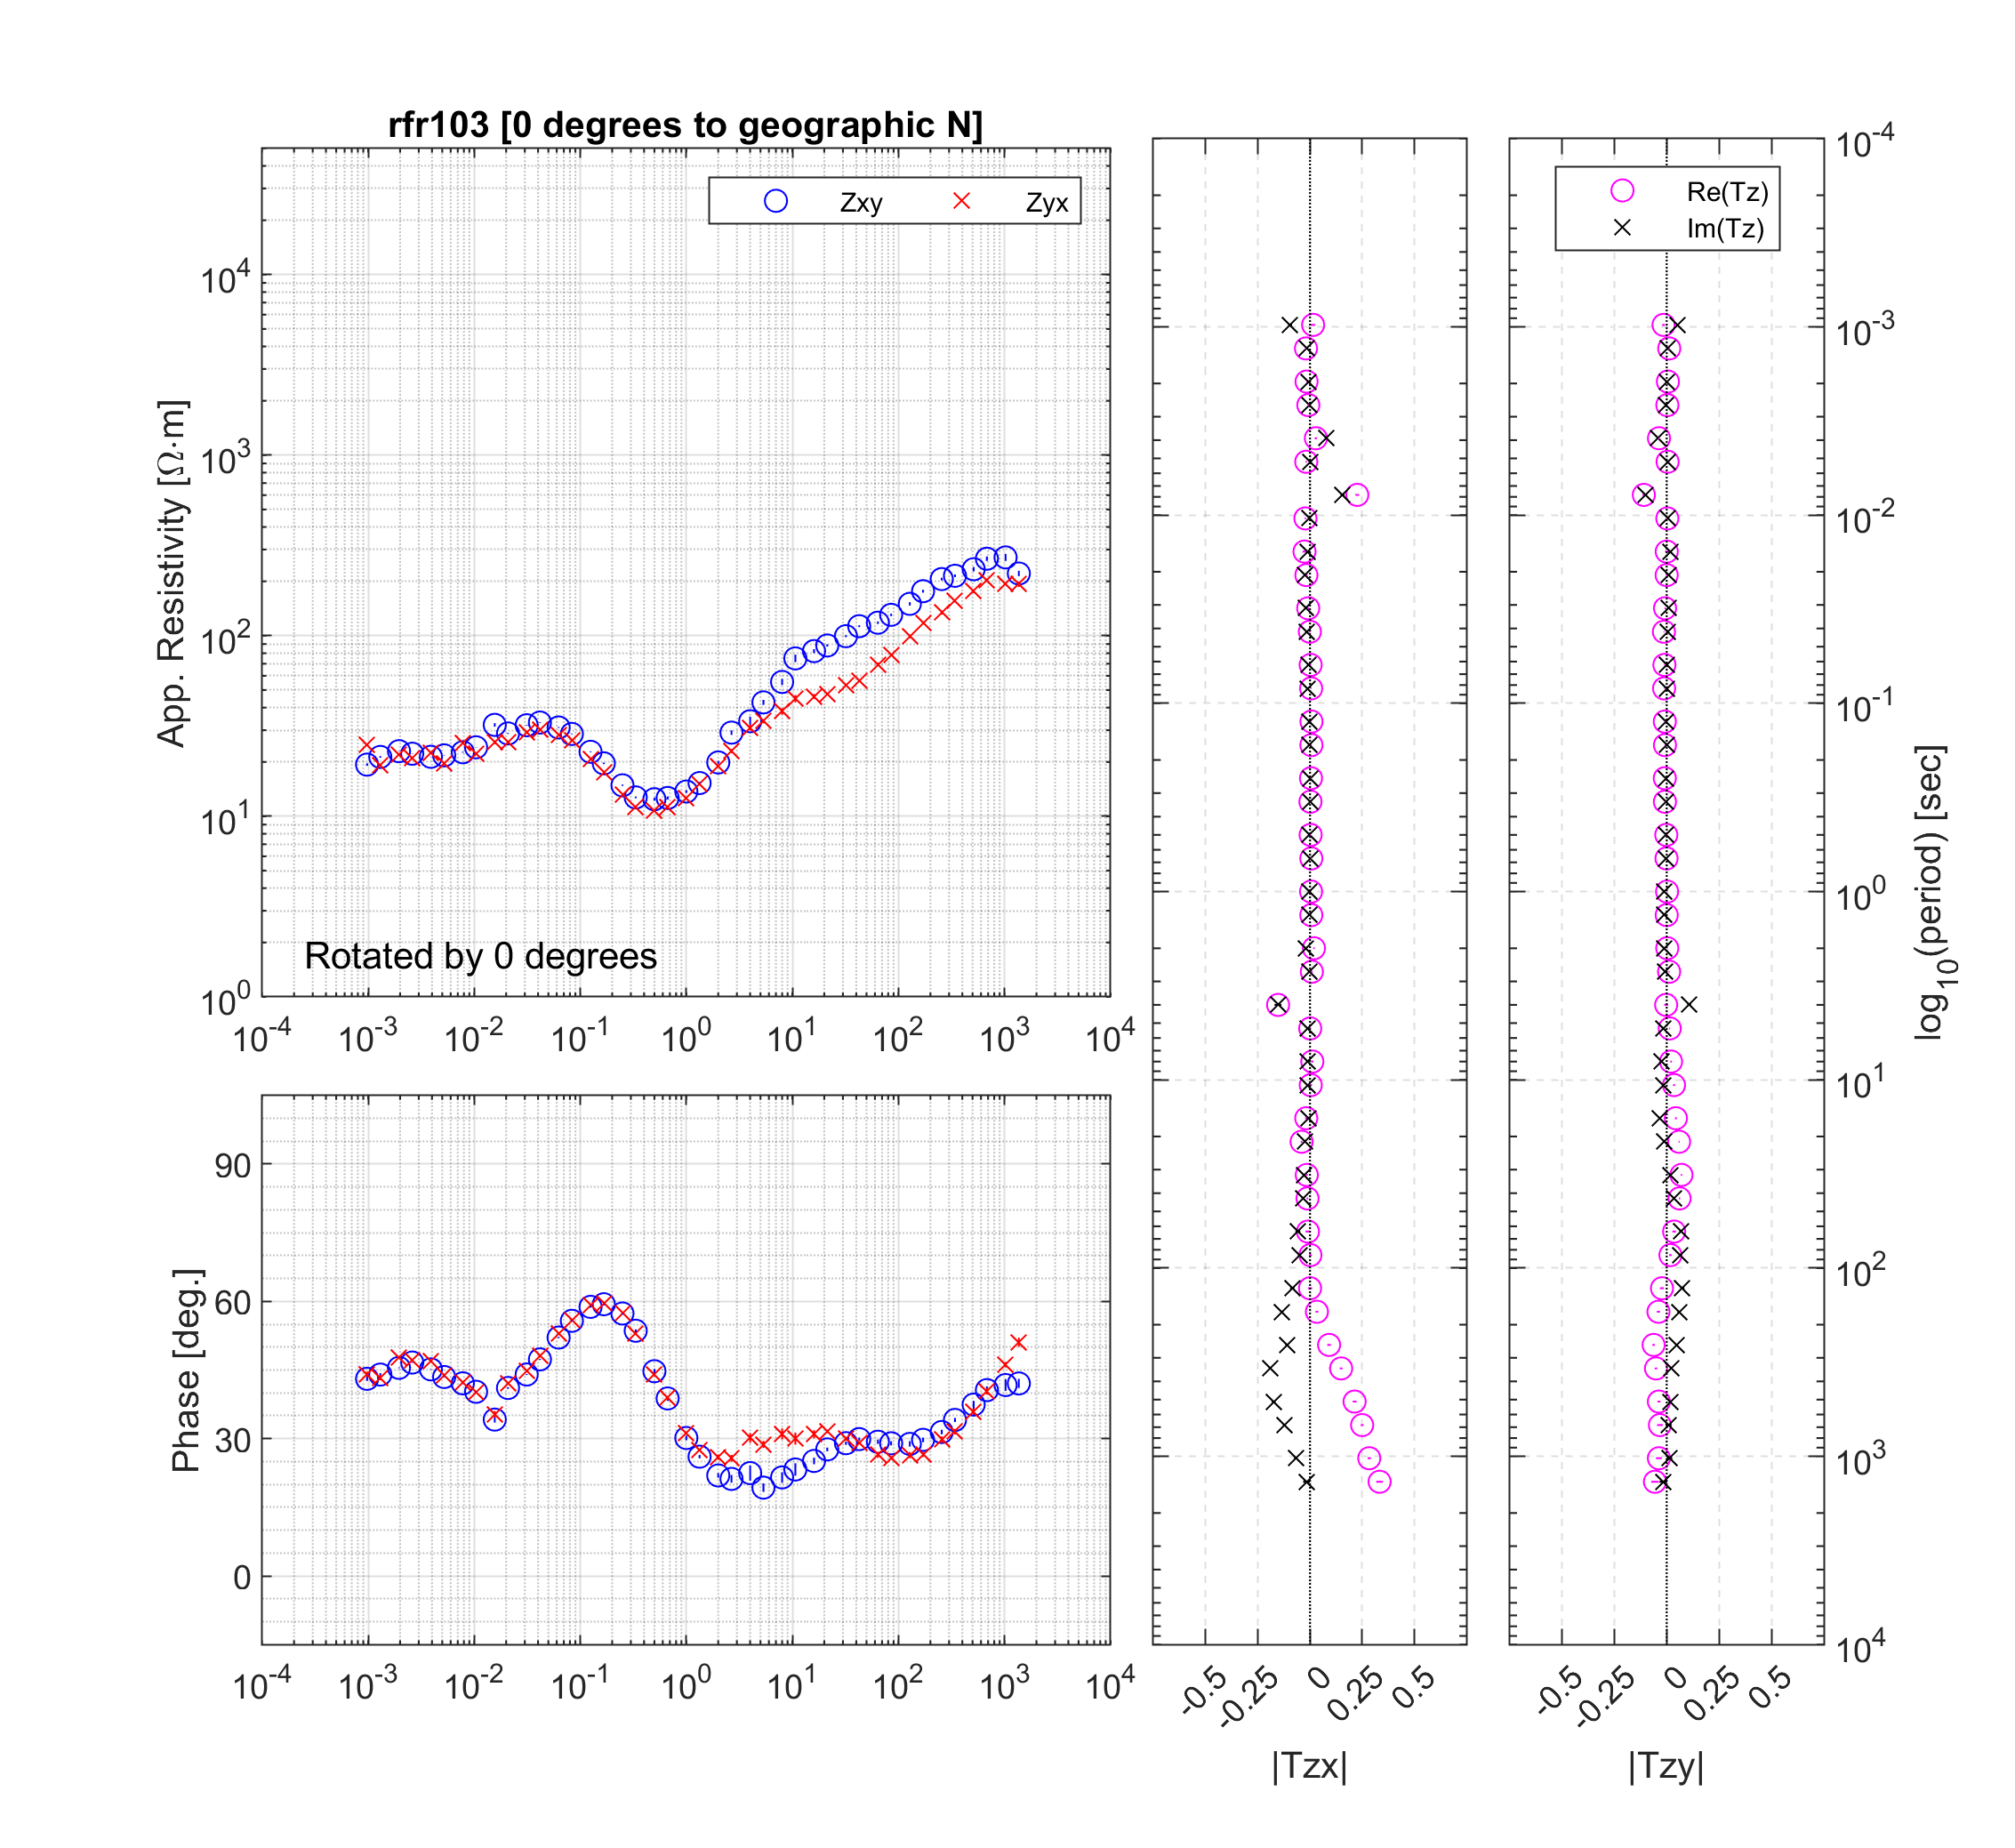 rfr103 [0 degrees to geographic N]
Zxy Zyx
App. Resistivity [Ω·m]
10^4
10^3
10^2
10^1
10^0
Rotated by 0 degrees
10^-4 10^-3 10^-2 10^-1 10^0 10^1 10^2 10^3 10^4
Phase [deg.]
90
60
30
0
10^-4 10^-3 10^-2 10^-1 10^0 10^1 10^2 10^3 10^4
-0.5 -0.25 0 0.25 0.5
|Tzx|
Re(Tz)
Im(Tz)
10^-4
10^-3
10^-2
10^-1
10^0
10^1
10^2
10^3
10^4
log10(period) [sec]
-0.5 -0.25 0 0.25 0.5
|Tzy|